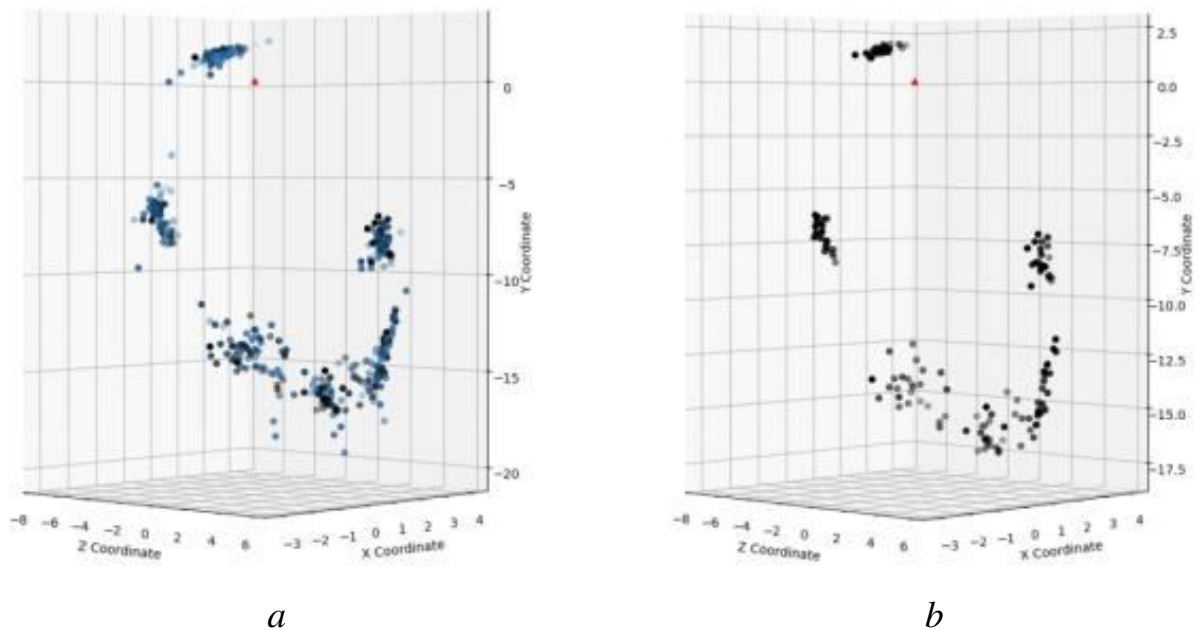 0
−5
−10
−15
−20
Y Coordinate
−8 −6 −4 −2 0 2 4 6
Z Coordinate
−3 −2 −1 0 1 2 3 4
X Coordinate
a
2.5
0.0
−2.5
−5.0
−7.5
−10.0
−12.5
−15.0
−17.5
Y Coordinate
−8 −6 −4 −2 0 2 4 6
Z Coordinate
−3 −2 −1 0 1 2 3 4
X Coordinate
b